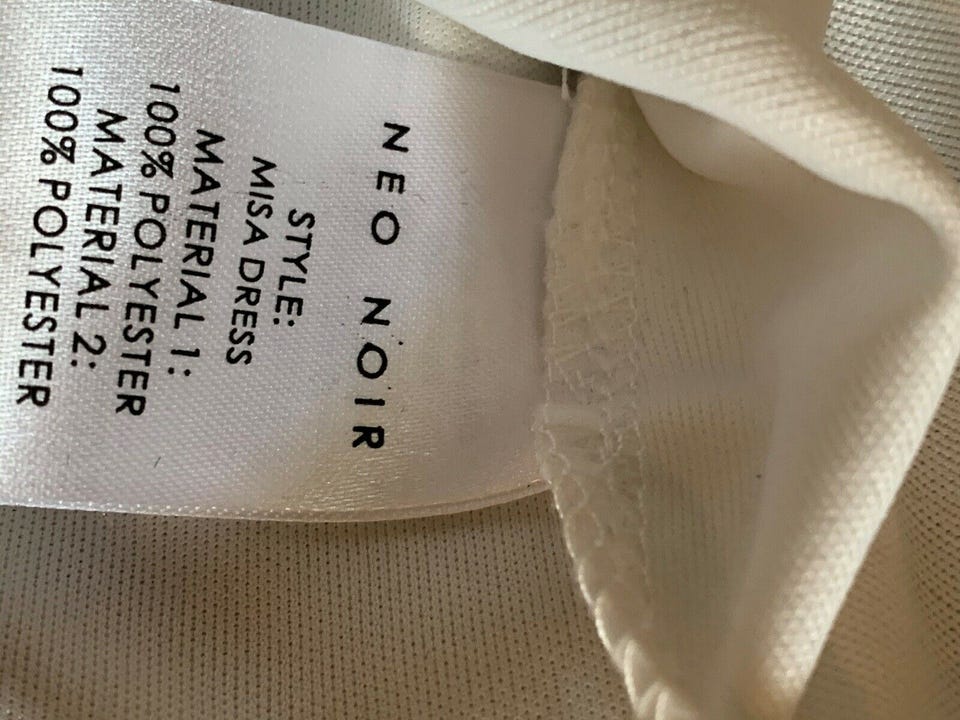 NEO NOIR
STYLE:
MISA DRESS
MATERIAL 1:
100% POLYESTER
MATERIAL 2:
100% POLYESTER